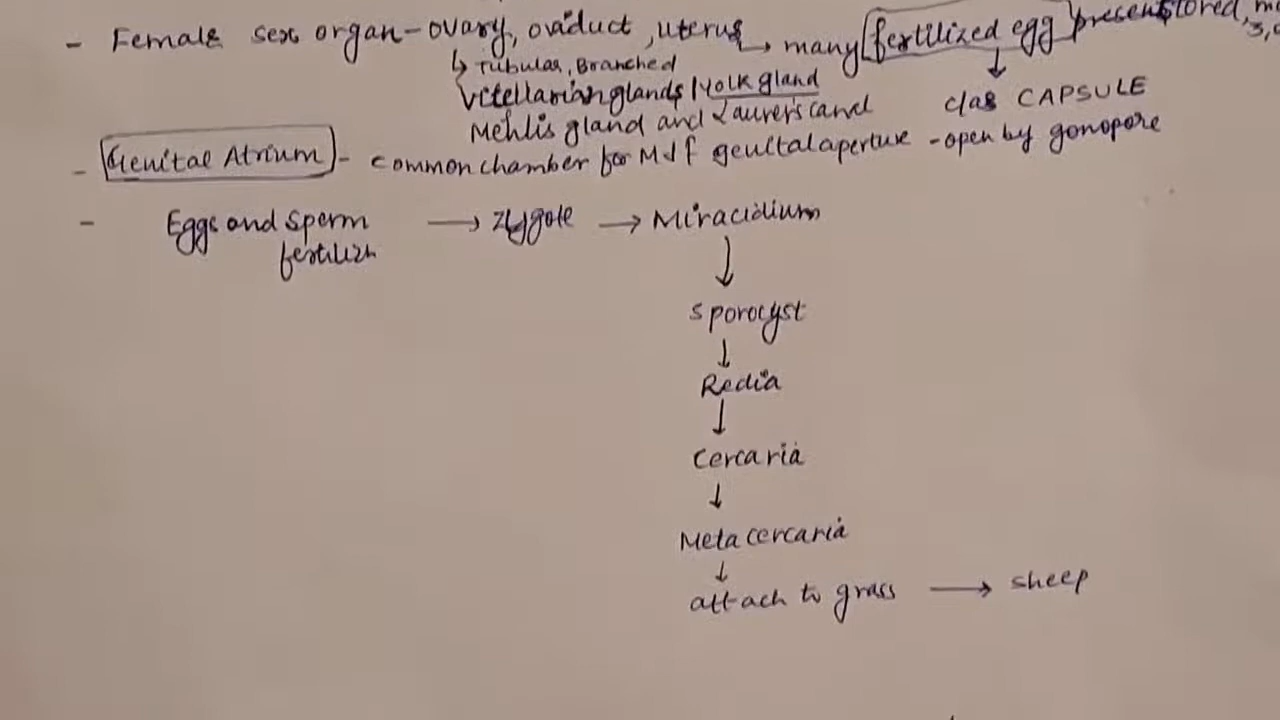 - Female sex organ - ovary, oviduct, uterus → many fertilized egg present stored,
↳ Tubular, Branched
Vitellarian glands / Yolk gland
clas CAPSULE
Mehlis gland and Laurer's canal
- Genital Atrium - common chamber for M & f genital aperture - open by gonopore
- Eggs and sperm → zygote → Miracidium
fertilizn
↓
Sporocyst
↓
Redia
↓
Cercaria
↓
Metacercaria
↓
attach to grass → sheep